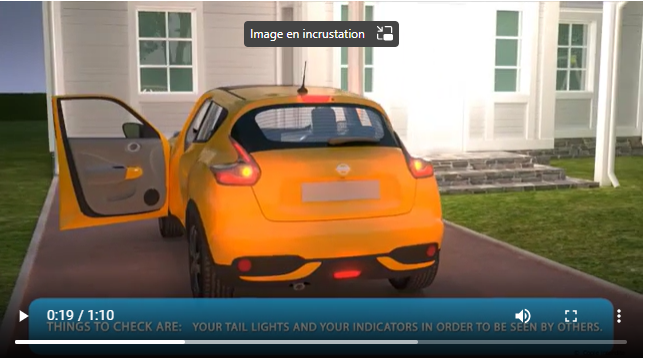 Image en incrustation
0:19 / 1:10
THINGS TO CHECK ARE: YOUR TAIL LIGHTS AND YOUR INDICATORS IN ORDER TO BE SEEN BY OTHERS.